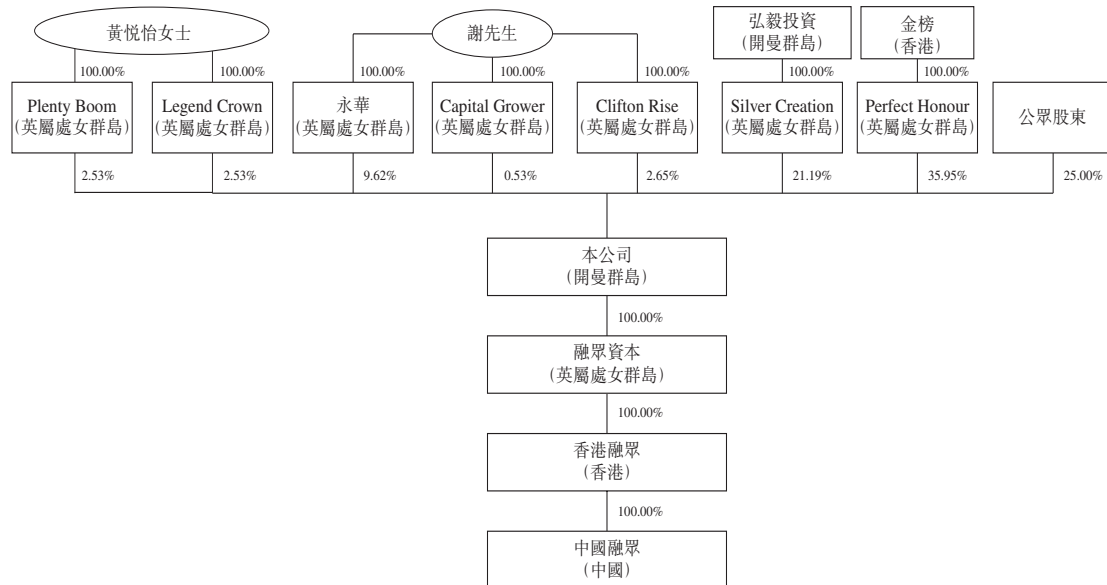 黃悦怡女士
謝先生
弘毅投資
(開曼群島)
金榜
(香港)
100.00%
100.00%
100.00%
100.00%
100.00%
100.00%
100.00%
Plenty Boom
(英屬處女群島)
Legend Crown
(英屬處女群島)
永華
(英屬處女群島)
Capital Grower
(英屬處女群島)
Clifton Rise
(英屬處女群島)
Silver Creation
(英屬處女群島)
Perfect Honour
(英屬處女群島)
公眾股東
2.53%
2.53%
9.62%
0.53%
2.65%
21.19%
35.95%
25.00%
本公司
(開曼群島)
100.00%
融眾資本
(英屬處女群島)
100.00%
香港融眾
(香港)
100.00%
中國融眾
(中國)